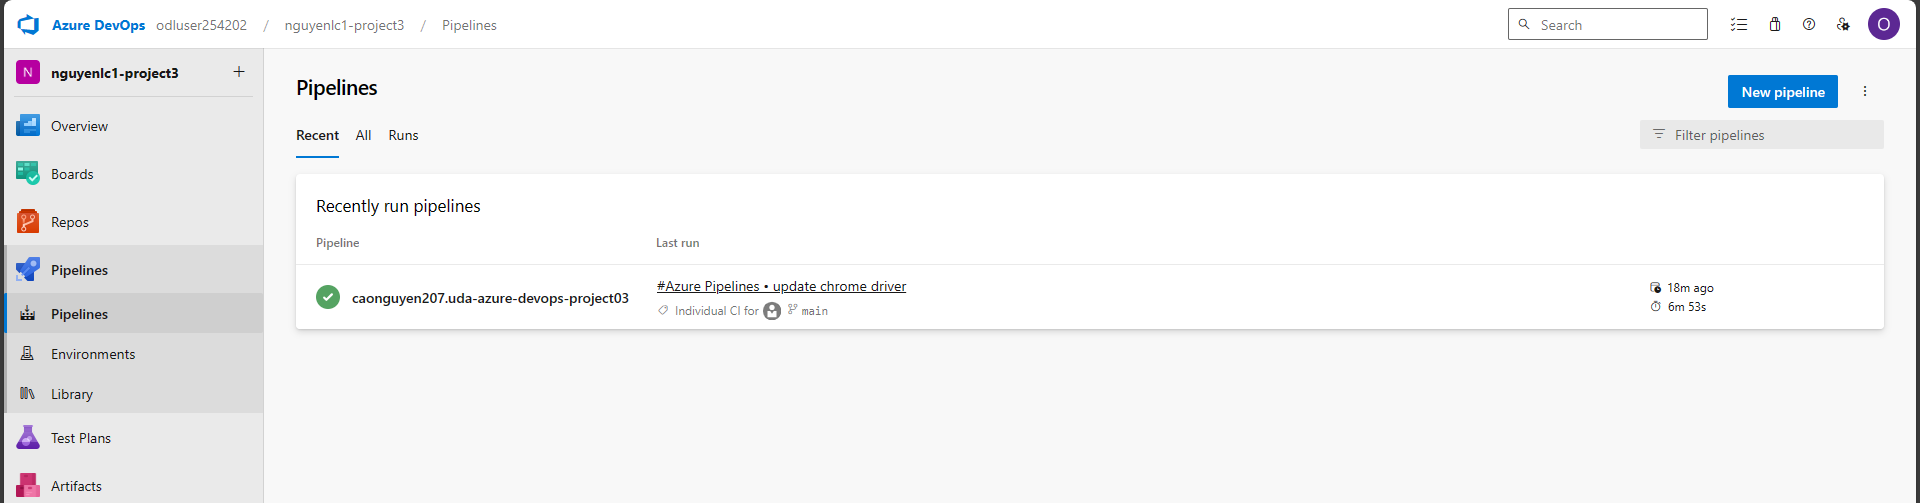 Azure DevOps odluser254202 / nguyenlc1-project3 / Pipelines
Search
O
N nguyenlc1-project3 +
Overview
Boards
Repos
Pipelines
Pipelines
Environments
Library
Test Plans
Artifacts
Pipelines
New pipeline
Recent All Runs
Filter pipelines
Recently run pipelines
Pipeline Last run
caonguyen207.uda-azure-devops-project03
#Azure Pipelines • update chrome driver
Individual CI for main
18m ago
6m 53s